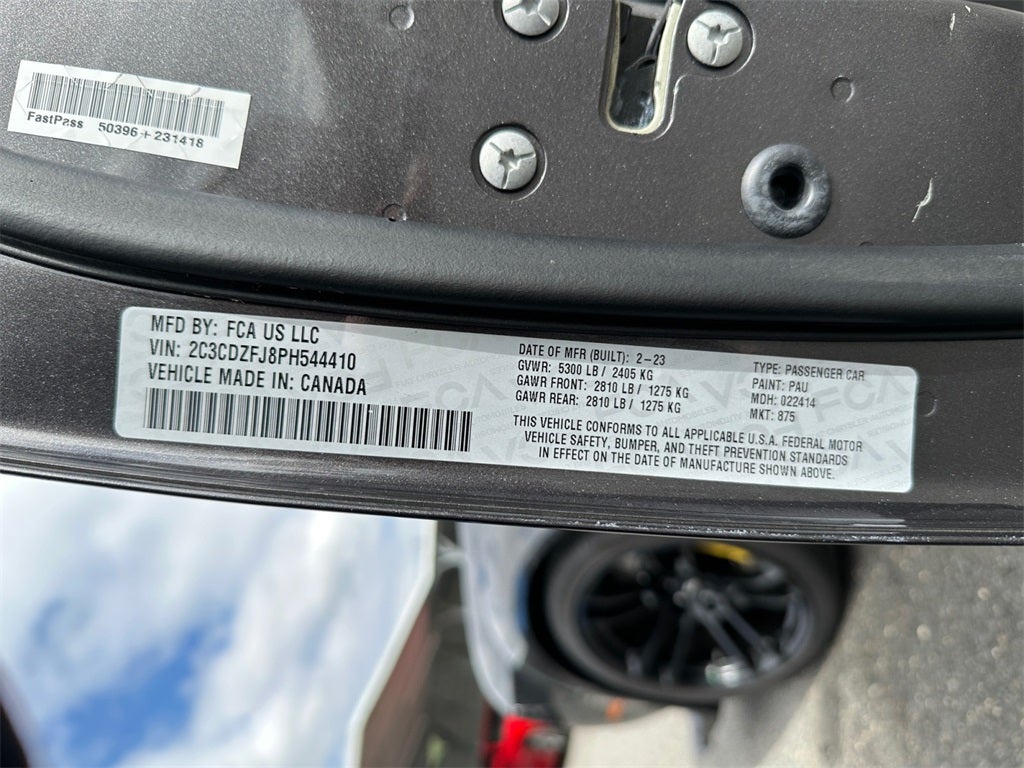 FastPass 50396+231418
MFD BY: FCA US LLC
VIN: 2C3CDZFJ8PH544410
VEHICLE MADE IN: CANADA
DATE OF MFR (BUILT): 2-23
GVWR: 5300 LB / 2405 KG
GAWR FRONT: 2810 LB / 1275 KG
GAWR REAR: 2810 LB / 1275 KG
TYPE: PASSENGER CAR
PAINT: PAU
MDH: 022414
MKT: 875
THIS VEHICLE CONFORMS TO ALL APPLICABLE U.S.A. FEDERAL MOTOR
VEHICLE SAFETY, BUMPER, AND THEFT PREVENTION STANDARDS
IN EFFECT ON THE DATE OF MANUFACTURE SHOWN ABOVE.